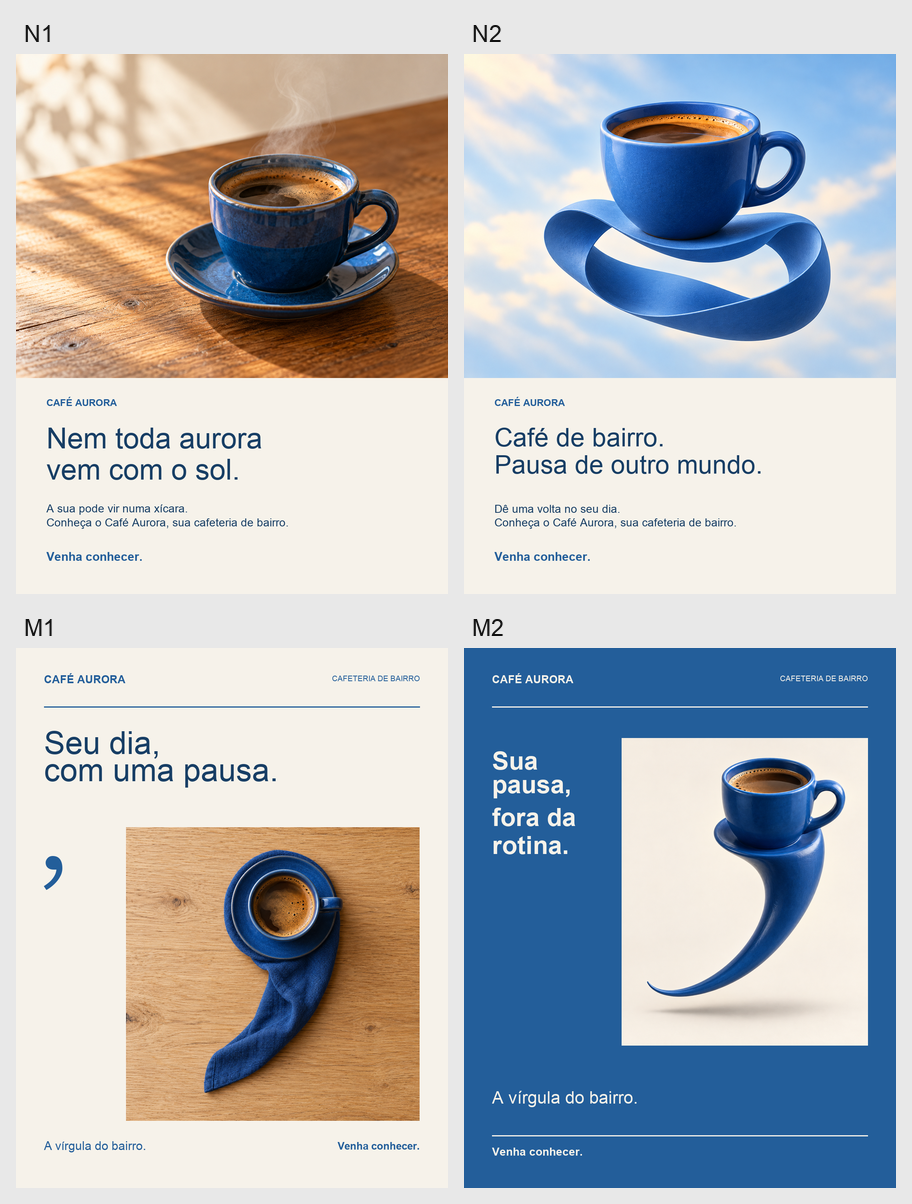 N1
CAFÉ AURORA
Nem toda aurora
vem com o sol.
A sua pode vir numa xícara.
Conheça o Café Aurora, sua cafeteria de bairro.
Venha conhecer.
N2
CAFÉ AURORA
Café de bairro.
Pausa de outro mundo.
Dê uma volta no seu dia.
Conheça o Café Aurora, sua cafeteria de bairro.
Venha conhecer.
M1
CAFÉ AURORA
CAFETERIA DE BAIRRO
Seu dia,
com uma pausa.
,
A vírgula do bairro.
Venha conhecer.
M2
CAFÉ AURORA
CAFETERIA DE BAIRRO
Sua
pausa,
fora da
rotina.
A vírgula do bairro.
Venha conhecer.